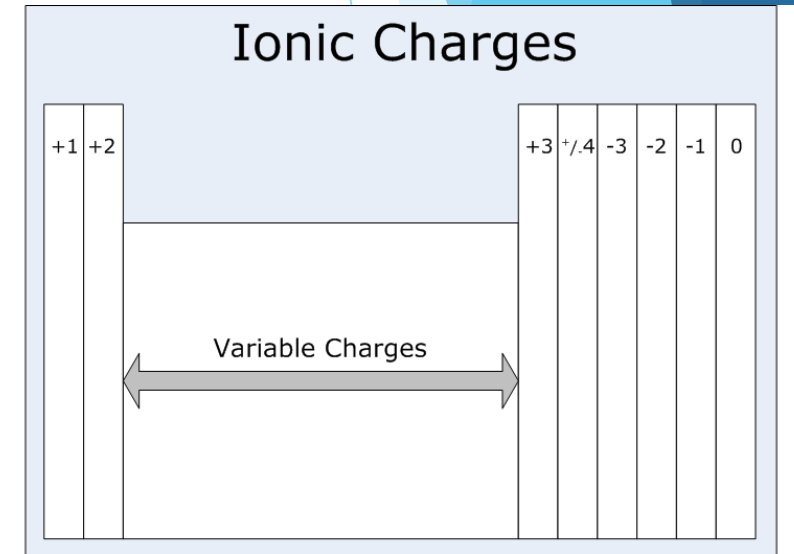 Ionic Charges
+1 +2 +3 +/-4 -3 -2 -1 0
Variable Charges